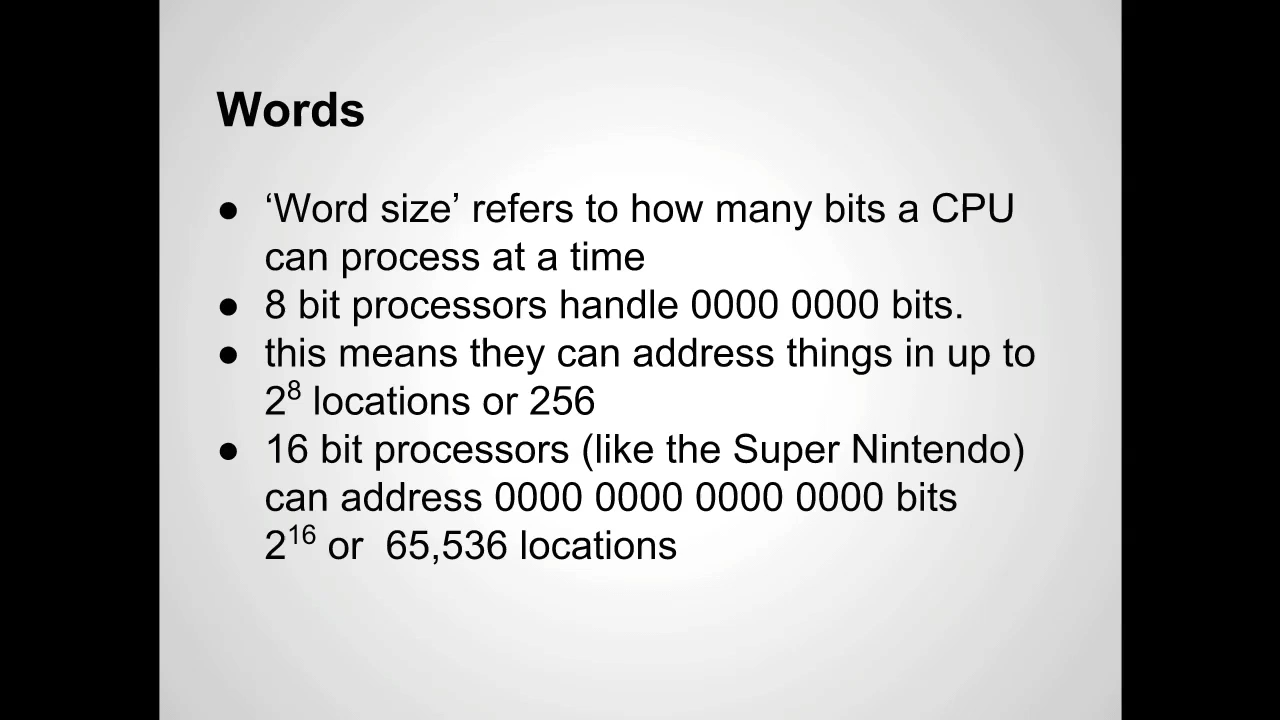 Words
● ‘Word size’ refers to how many bits a CPU
can process at a time
● 8 bit processors handle 0000 0000 bits.
● this means they can address things in up to
2⁸ locations or 256
● 16 bit processors (like the Super Nintendo)
can address 0000 0000 0000 0000 bits
2¹⁶ or  65,536 locations